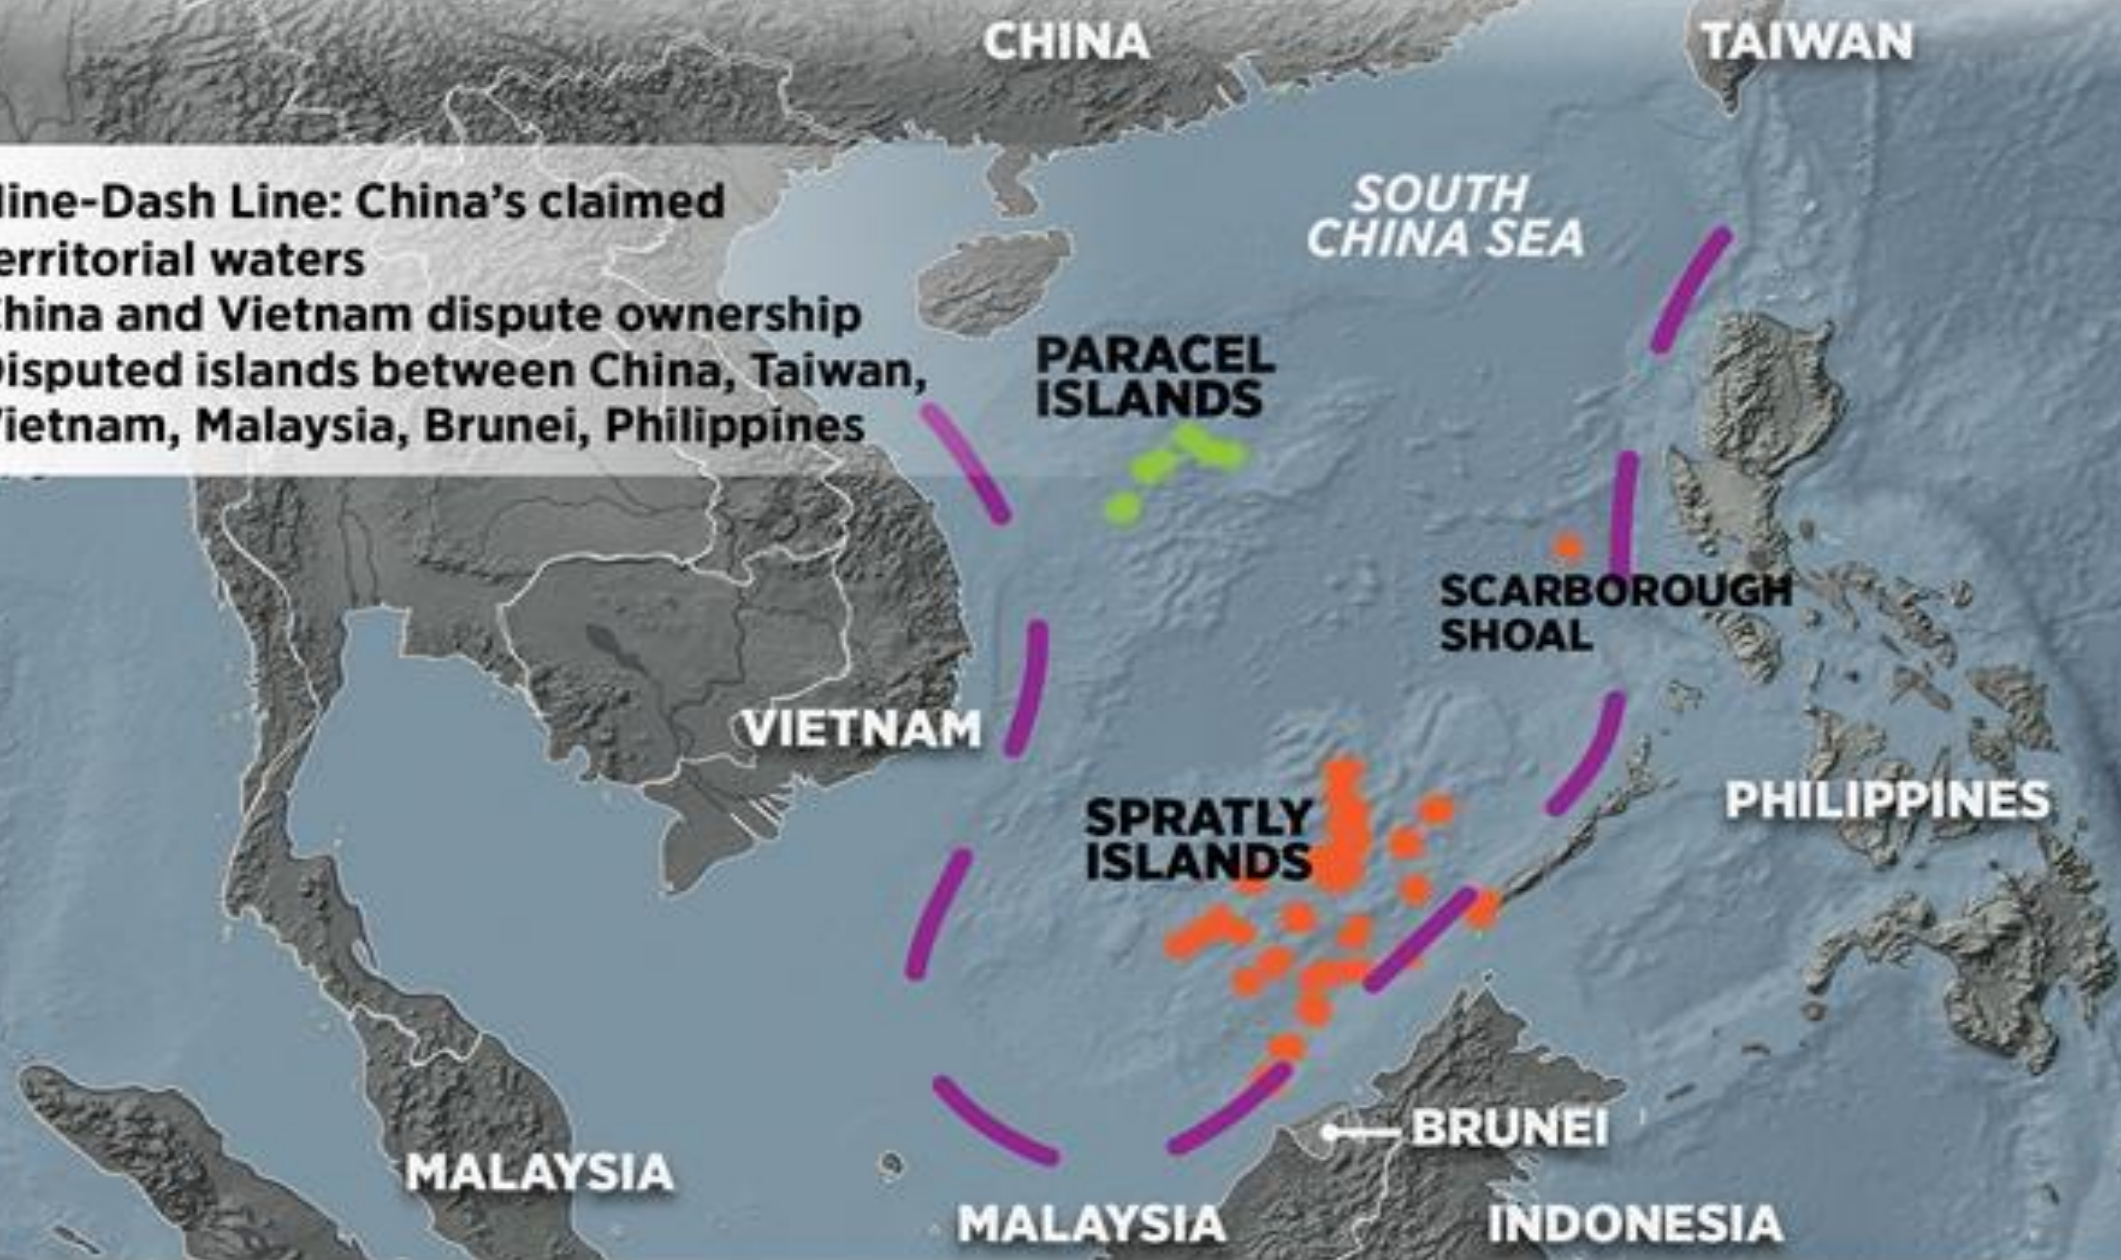 CHINA
TAIWAN
line-Dash Line: China's claimed
erritorial waters
hina and Vietnam dispute ownership
isputed islands between China, Taiwan,
ietnam, Malaysia, Brunei, Philippines
SOUTH
CHINA SEA
PARACEL
ISLANDS
SCARBOROUGH
SHOAL
VIETNAM
SPRATLY
ISLANDS
PHILIPPINES
BRUNEI
MALAYSIA
MALAYSIA
INDONESIA